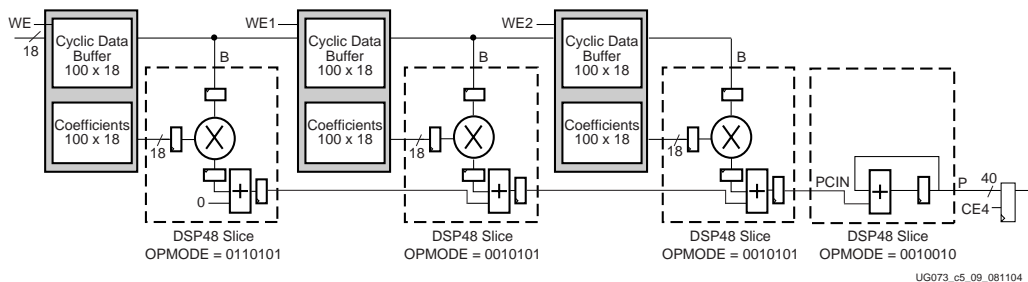 WE
18
Cyclic Data
Buffer
100 x 18
Coefficients
100 x 18
B
18
X
+
0
DSP48 Slice
OPMODE = 0110101
WE1
Cyclic Data
Buffer
100 x 18
Coefficients
100 x 18
B
18
X
+
DSP48 Slice
OPMODE = 0010101
WE2
Cyclic Data
Buffer
100 x 18
Coefficients
100 x 18
B
18
X
+
DSP48 Slice
OPMODE = 0010101
PCIN
+
P
40
CE4
DSP48 Slice
OPMODE = 0010010
UG073_c5_09_081104